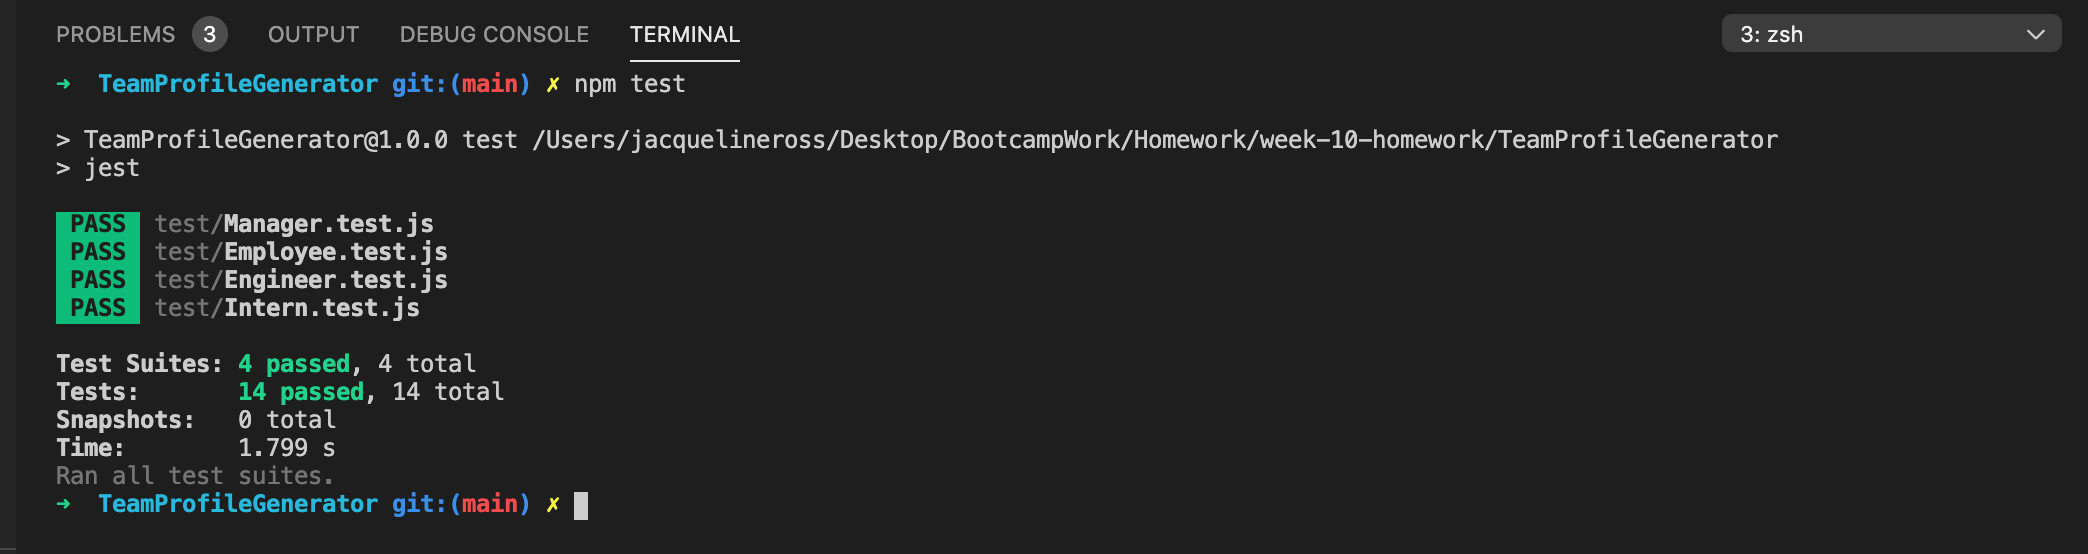 PROBLEMS 3 OUTPUT DEBUG CONSOLE TERMINAL 3: zsh
➜ TeamProfileGenerator git:(main) ✗ npm test
> TeamProfileGenerator@1.0.0 test /Users/jacquelineross/Desktop/BootcampWork/Homework/week-10-homework/TeamProfileGenerator
> jest
PASS test/Manager.test.js
PASS test/Employee.test.js
PASS test/Engineer.test.js
PASS test/Intern.test.js
Test Suites: 4 passed, 4 total
Tests: 14 passed, 14 total
Snapshots: 0 total
Time: 1.799 s
Ran all test suites.
➜ TeamProfileGenerator git:(main) ✗